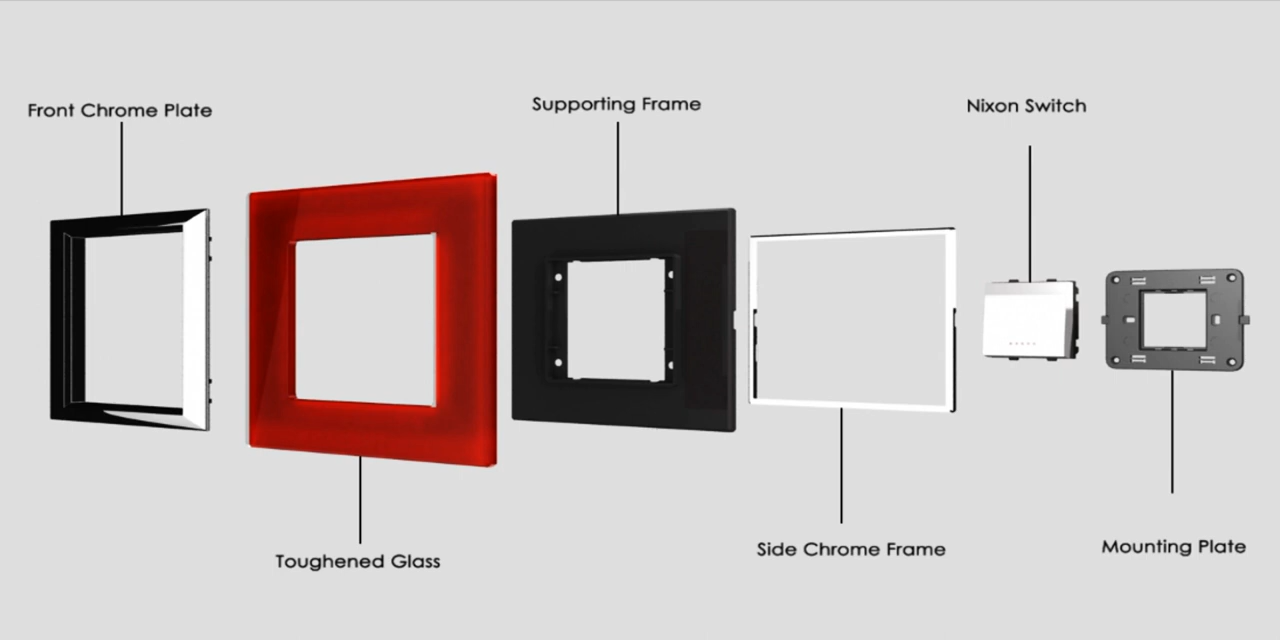 Front Chrome Plate
Supporting Frame
Nixon Switch
Toughened Glass
Side Chrome Frame
Mounting Plate